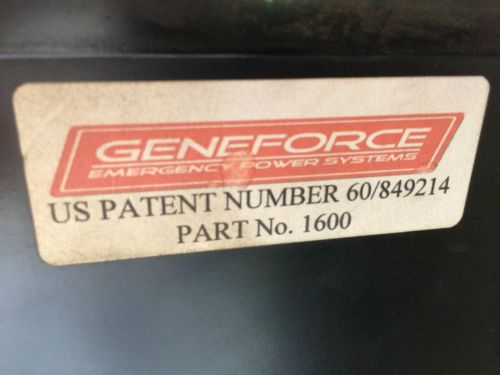 GENEFORCE
EMERGENCY POWER SYSTEMS
US PATENT NUMBER 60/849214
PART No. 1600